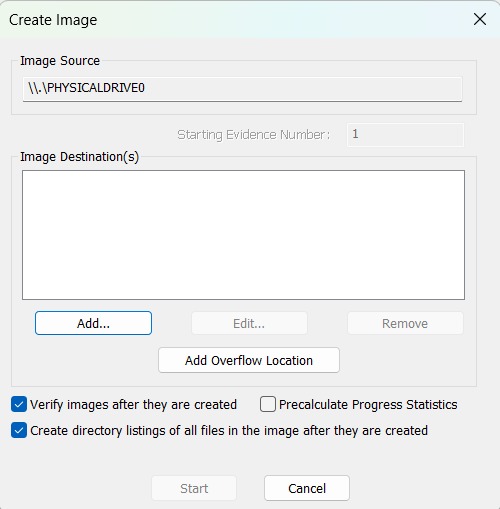 Create Image
Image Source
\\.\PHYSICALDRIVE0
Starting Evidence Number: 1
Image Destination(s)
Add... Edit... Remove
Add Overflow Location
Verify images after they are created Precalculate Progress Statistics
Create directory listings of all files in the image after they are created
Start Cancel